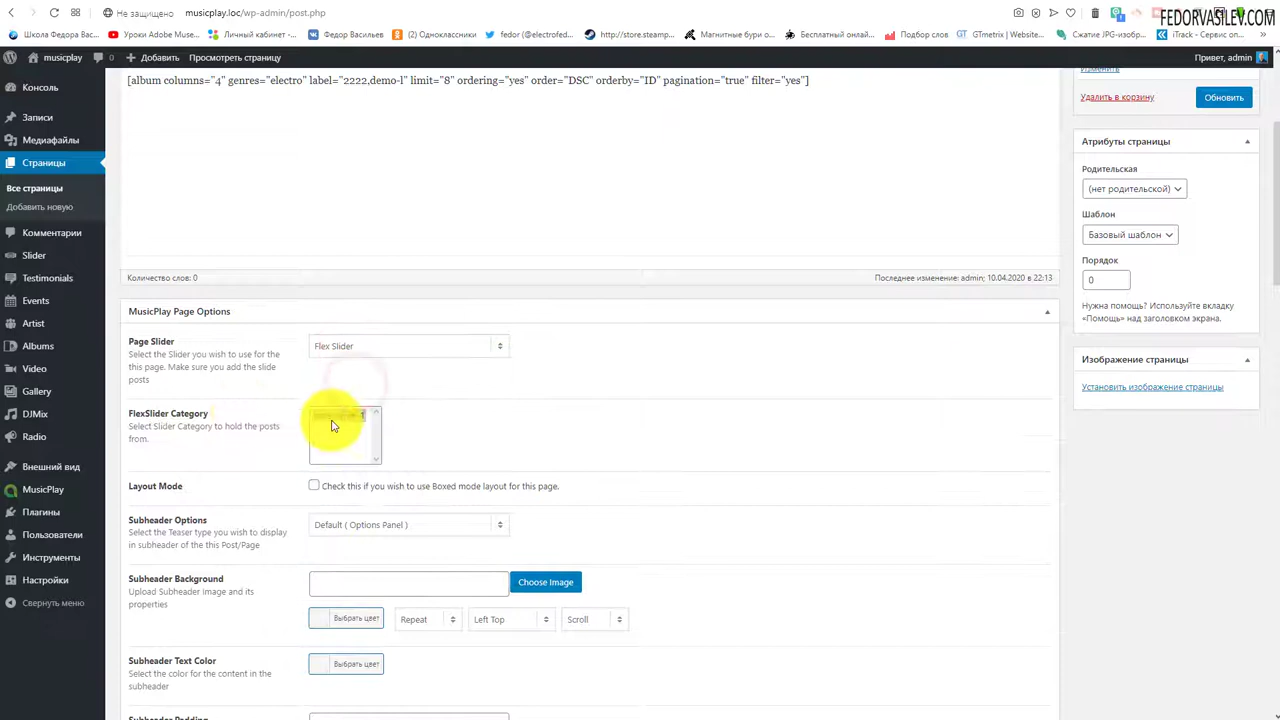 Не защищено musicplay.loc/wp-admin/post.php
FEDORVASILEV.COM
Школа Федора Вас... Уроки Adobe Mus... Личный кабинет -... Федор Васильев (2) Одноклассники fedor (@electrofed... http://store.steamp... Магнитные бури о... Бесплатный онлай... Подбор слов GTmetrix | Website... Сжатие JPG-изобр... iTrack - Сервис оп...
musicplay 0 Добавить Просмотреть страницу Привет, admin
Консоль
Записи
Медиафайлы
Страницы
Все страницы
Добавить новую
Комментарии
Slider
Testimonials
Events
Artist
Albums
Video
Gallery
DJMix
Radio
Внешний вид
MusicPlay
Плагины
Пользователи
Инструменты
Настройки
Свернуть меню
[album columns="4" genres="electro" label="2222,demo-l" limit="8" ordering="yes" order="DSC" orderby="ID" pagination="true" filter="yes"]
Количество слов: 0 Последнее изменение: admin; 10.04.2020 в 22:13
MusicPlay Page Options
Page Slider
Select the Slider you wish to use for the this page. Make sure you add the slide posts
Flex Slider
FlexSlider Category
Select Slider Category to hold the posts from.
Layout Mode
Check this if you wish to use Boxed mode layout for this page.
Subheader Options
Select the Teaser type you wish to display in subheader of the this Post/Page
Default ( Options Panel )
Subheader Background
Upload Subheader image and its properties
Choose Image
Выбрать цвет Repeat Left Top Scroll
Subheader Text Color
Select the color for the content in the subheader
Выбрать цвет
Subheader Padding
Изменить
Удалить в корзину Обновить
Атрибуты страницы
Родительская
(нет родительской)
Шаблон
Базовый шаблон
Порядок
0
Нужна помощь? Используйте вкладку «Помощь» над заголовком экрана.
Изображение страницы
Установить изображение страницы